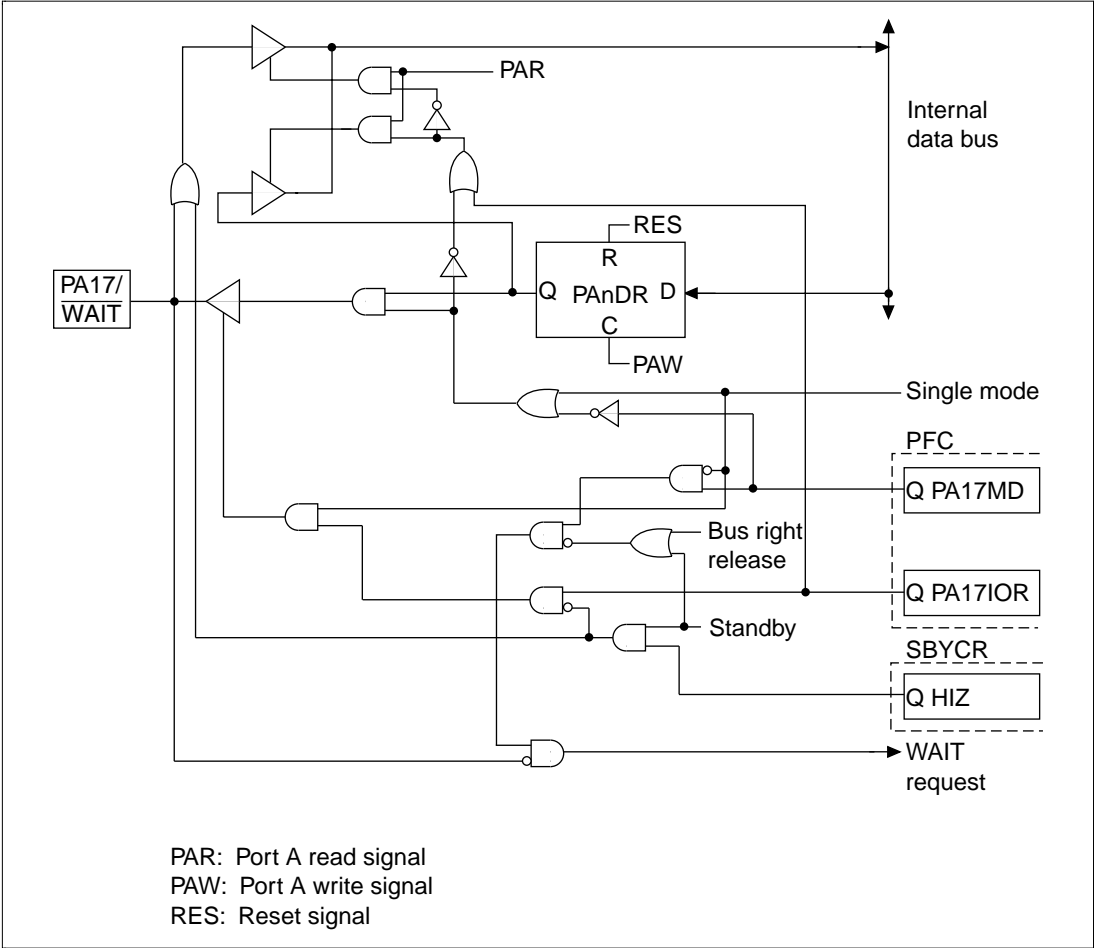 PAR
Internal
data bus
RES
R
PA17/
WAIT
Q PAnDR D
C
PAW
Single mode
PFC
Q PA17MD
Bus right
release
Q PA17IOR
Standby
SBYCR
Q HIZ
WAIT
request
PAR: Port A read signal
PAW: Port A write signal
RES: Reset signal